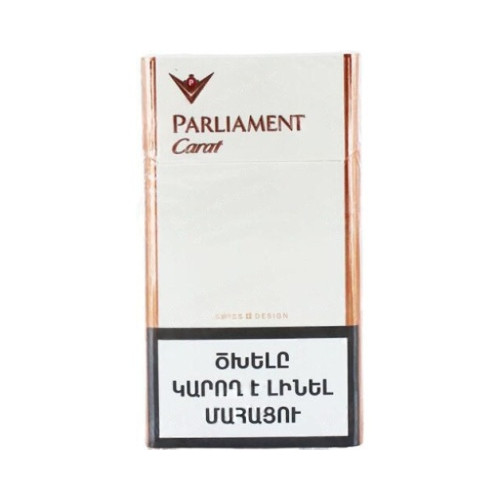 P
PARLIAMENT
Carat
SWISS DESIGN
ԾԽԵԼԸ
ԿԱՐՈՂ Է ԼԻՆԵԼ
ՄԱՀԱՑՈՒ